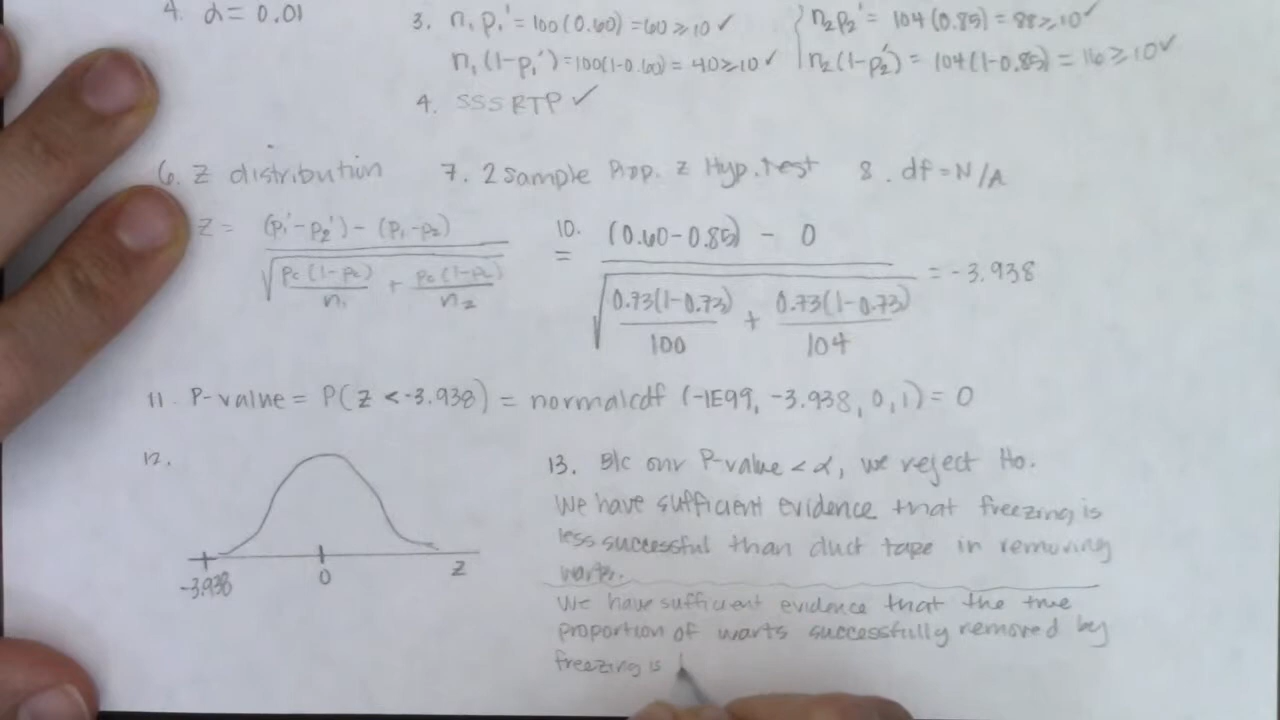 4. α = 0.01
3. n₁p₁' = 100(0.60) = 60 ≥ 10 ✓
n₁(1-p₁') = 100(1-0.60) = 40 ≥ 10 ✓
n₂p₂' = 104(0.85) = 88 ≥ 10 ✓
n₂(1-p₂') = 104(1-0.85) = 16 ≥ 10 ✓
4. SSSRTP ✓
6. Z distribution 7. 2 Sample Prop. Z Hyp. test 8. df = N/A
z = (p₁'-p₂') - (p₁-p₂) / √(pc(1-pc)/n₁ + pc(1-pc)/n₂)
10. = (0.60-0.85) - 0 / √(0.73(1-0.73)/100 + 0.73(1-0.73)/104) = -3.938
11. P-value = P(Z < -3.938) = normalcdf (-1E99, -3.938, 0, 1) = 0
12.
-3.938 0 Z
13. B/c our P-value < α, we reject Ho.
We have sufficient evidence that freezing is
less successful than duct tape in removing
warts.
We have sufficient evidence that the true
proportion of warts successfully removed by
freezing is